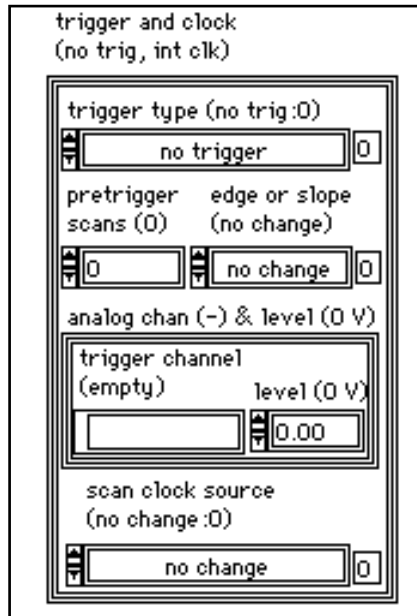 trigger and clock
(no trig, int clk)
trigger type (no trig:0)
no trigger 0
pretrigger edge or slope
scans (0) (no change)
0 no change 0
analog chan (-) & level (0 V)
trigger channel
(empty) level (0 V)
0.00
scan clock source
(no change:0)
no change 0